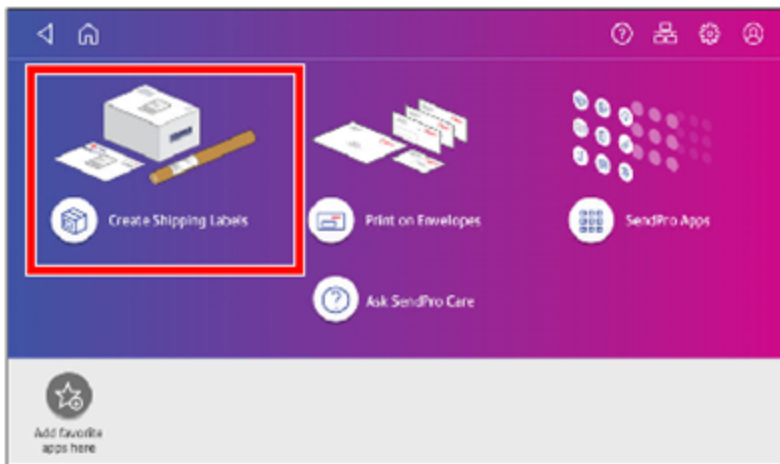 Create Shipping Labels
Print on Envelopes
SendPro Apps
Ask SendPro Care
Add favorite
apps here